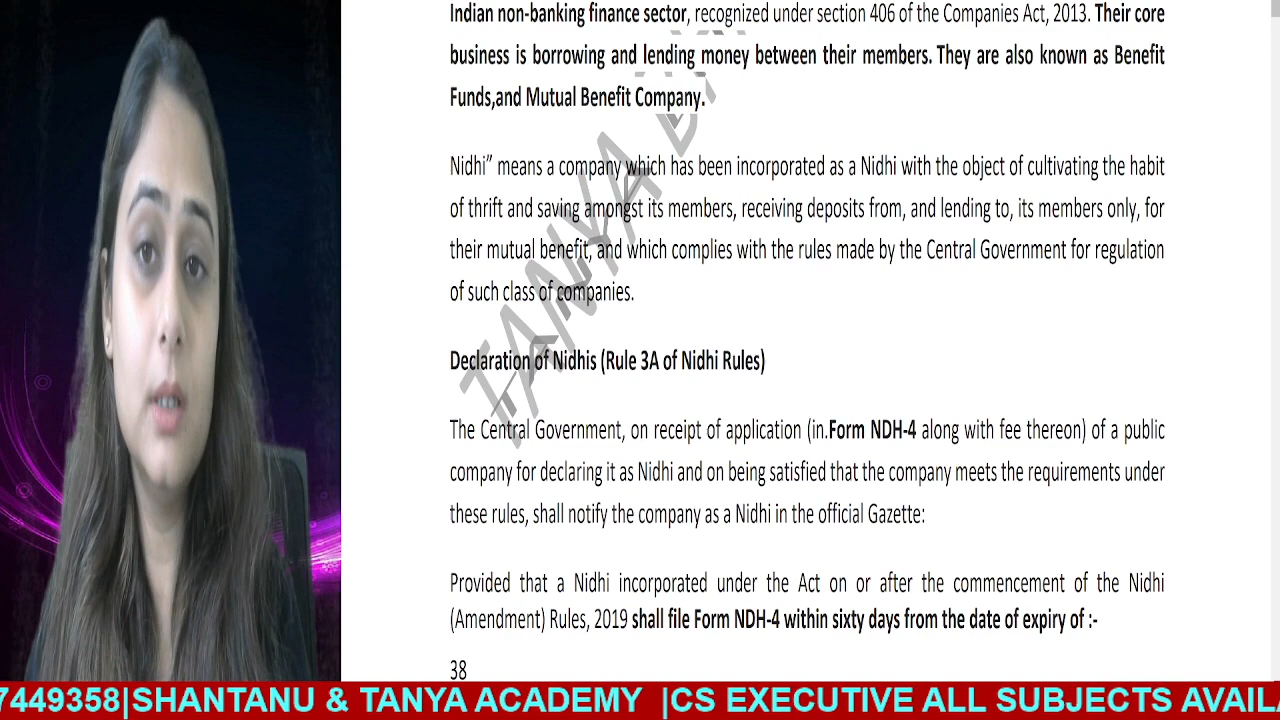 Indian non-banking finance sector, recognized under section 406 of the Companies Act, 2013. Their core
business is borrowing and lending money between their members. They are also known as Benefit
Funds,and Mutual Benefit Company.
Nidhi” means a company which has been incorporated as a Nidhi with the object of cultivating the habit
of thrift and saving amongst its members, receiving deposits from, and lending to, its members only, for
their mutual benefit, and which complies with the rules made by the Central Government for regulation
of such class of companies.
Declaration of Nidhis (Rule 3A of Nidhi Rules)
The Central Government, on receipt of application (in.Form NDH-4 along with fee thereon) of a public
company for declaring it as Nidhi and on being satisfied that the company meets the requirements under
these rules, shall notify the company as a Nidhi in the official Gazette:
Provided that a Nidhi incorporated under the Act on or after the commencement of the Nidhi
(Amendment) Rules, 2019 shall file Form NDH-4 within sixty days from the date of expiry of :-
38
TANYA
7449358|SHANTANU & TANYA ACADEMY |CS EXECUTIVE ALL SUBJECTS AVAIL